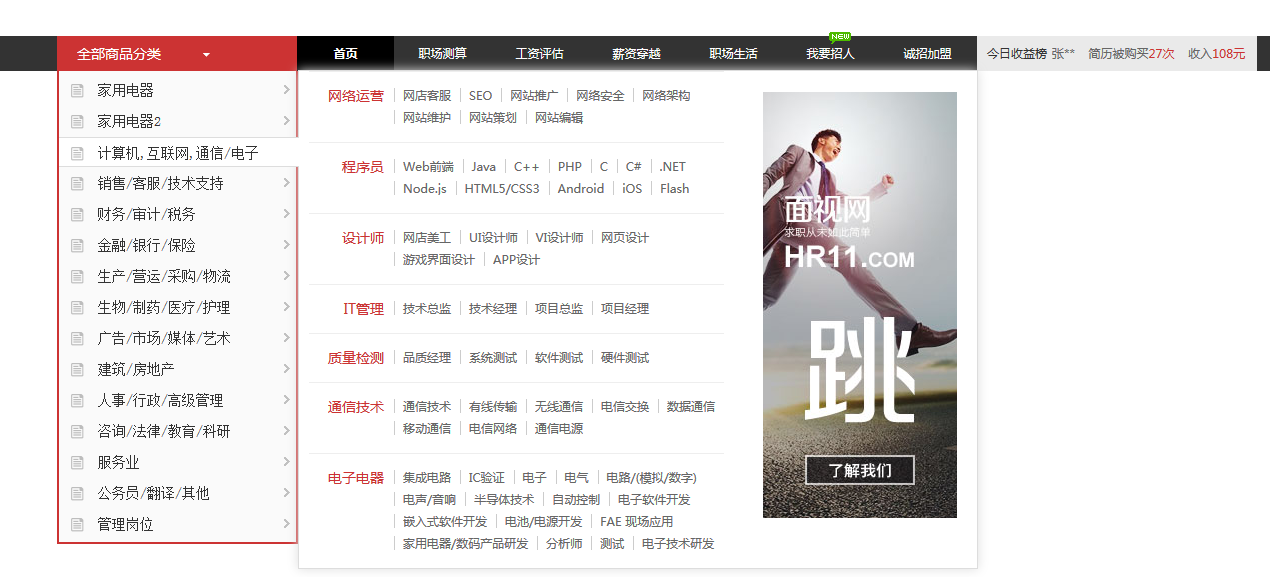 全部商品分类 首页 职场测算 工资评估 薪资穿越 职场生活 我要招人 NEW 诚招加盟 今日收益榜 张** 简历被购买27次 收入108元
家用电器
家用电器2
计算机,互联网,通信/电子
销售/客服/技术支持
财务/审计/税务
金融/银行/保险
生产/营运/采购/物流
生物/制药/医疗/护理
广告/市场/媒体/艺术
建筑/房地产
人事/行政/高级管理
咨询/法律/教育/科研
服务业
公务员/翻译/其他
管理岗位
网络运营 网店客服 SEO 网站推广 网络安全 网络架构
网站维护 网站策划 网站编辑
程序员 Web前端 Java C++ PHP C C# .NET
Node.js HTML5/CSS3 Android iOS Flash
设计师 网店美工 UI设计师 VI设计师 网页设计
游戏界面设计 APP设计
IT管理 技术总监 技术经理 项目总监 项目经理
质量检测 品质经理 系统测试 软件测试 硬件测试
通信技术 通信技术 有线传输 无线通信 电信交换 数据通信
移动通信 电信网络 通信电源
电子电器 集成电路 IC验证 电子 电气 电路/(模拟/数字)
电声/音响 半导体技术 自动控制 电子软件开发
嵌入式软件开发 电池/电源开发 FAE 现场应用
家用电器/数码产品研发 分析师 测试 电子技术研发
面视网
求职从未如此简单
HR11.COM
跳
了解我们